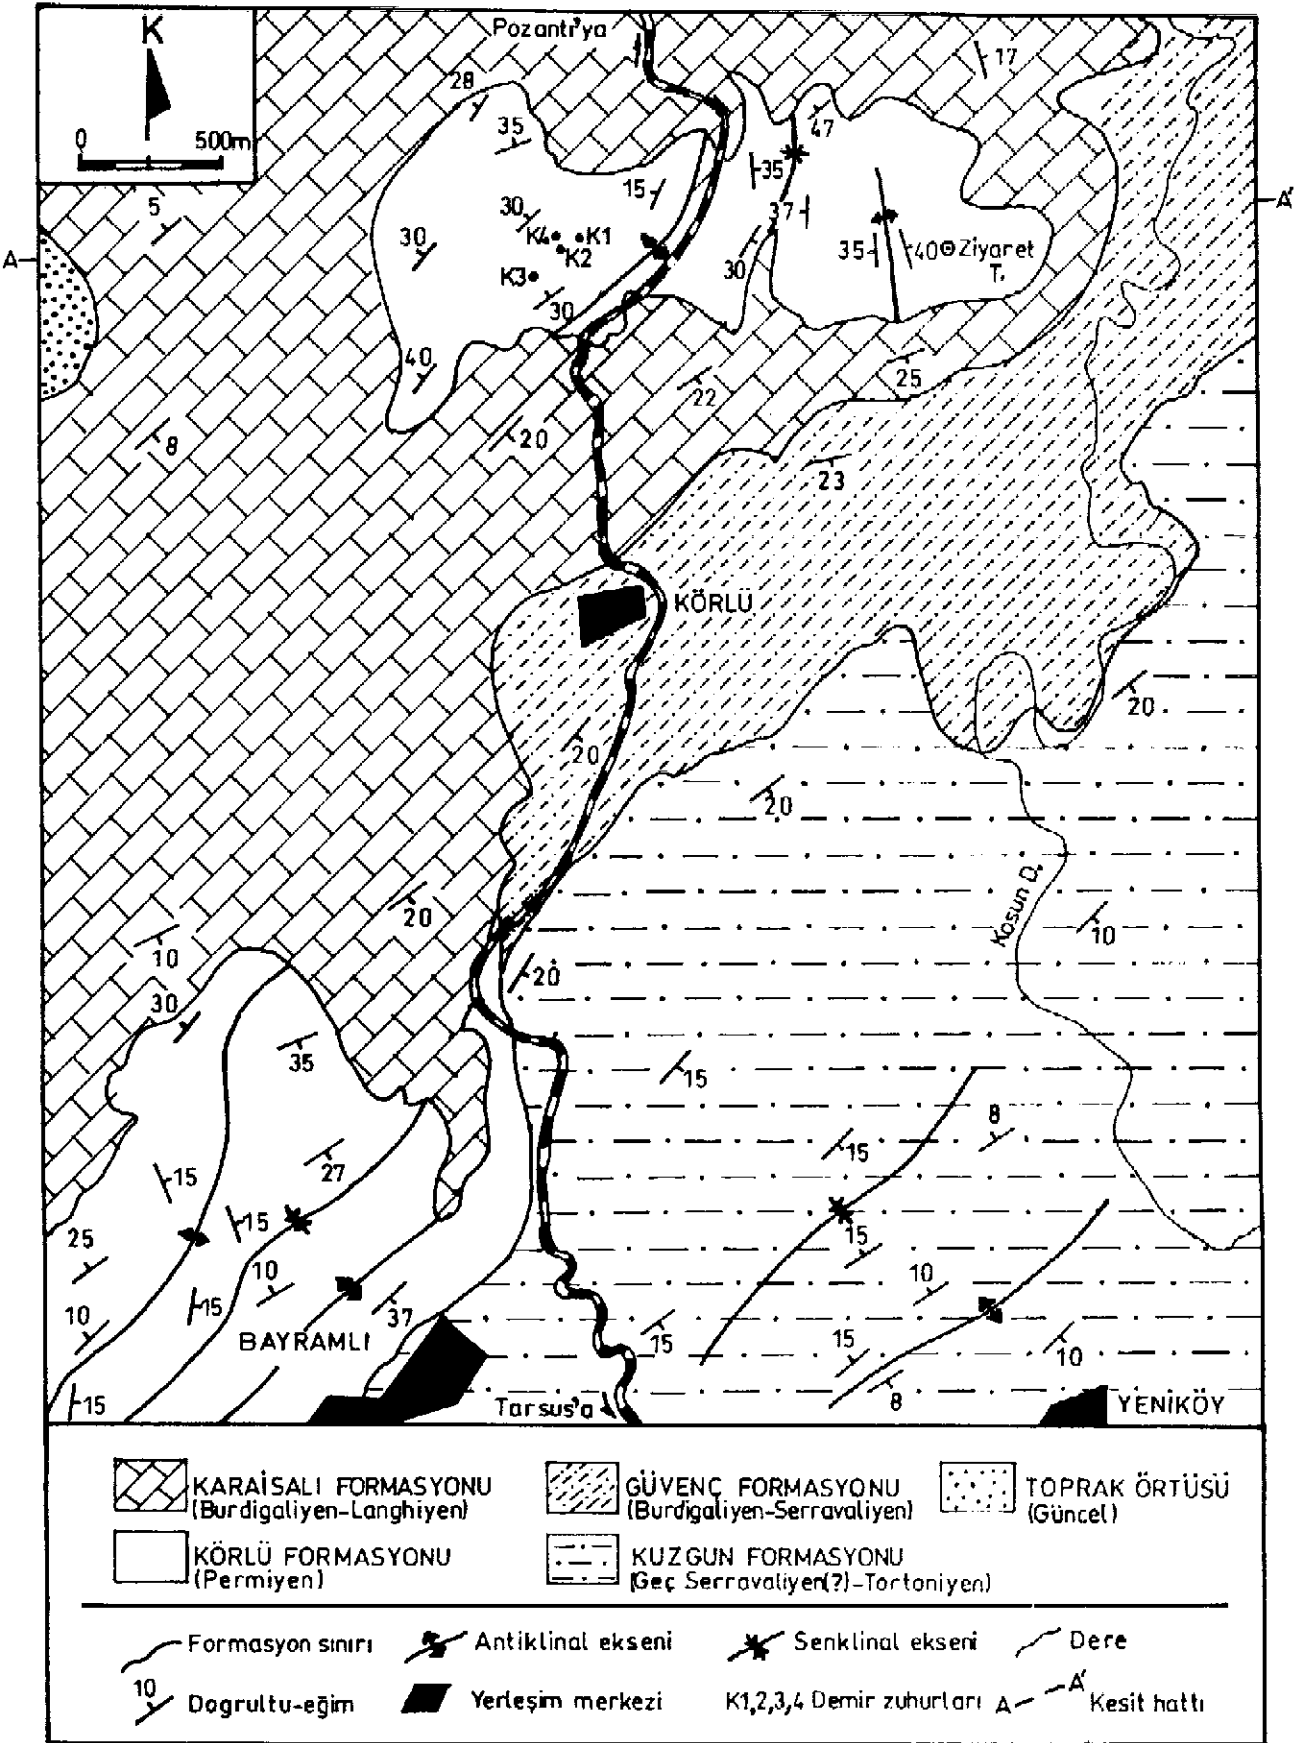 Pozantı'ya
K
0 500m
28
35
17
47
35
15
30
37
5
A
A'
30
K4 K1
K2
K3
30
35
40
Ziyaret
T.
30
40
25
22
20
8
23
KÖRLÜ
20
20
20
20
Kosun D.
10
10
30
20
35
15
8
15
27
15
15
25
15
10
10
15
37
10
BAYRAMLI
15
15
10
8
15
Tarsus'a
YENİKÖY
KARAİSALI FORMASYONU
(Burdigaliyen-Langhiyen)
GÜVENÇ FORMASYONU
(Burdigaliyen-Serravaliyen)
TOPRAK ÖRTÜSÜ
(Güncel)
KÖRLÜ FORMASYONU
(Permiyen)
KUZGUN FORMASYONU
(Geç Serravaliyen(?)-Tortoniyen)
Formasyon sınırı
Antiklinal ekseni
Senklinal ekseni
Dere
10
Doğrultu-eğim
Yerleşim merkezi
K1,2,3,4 Demir zuhurları
A A'
Kesit hattı